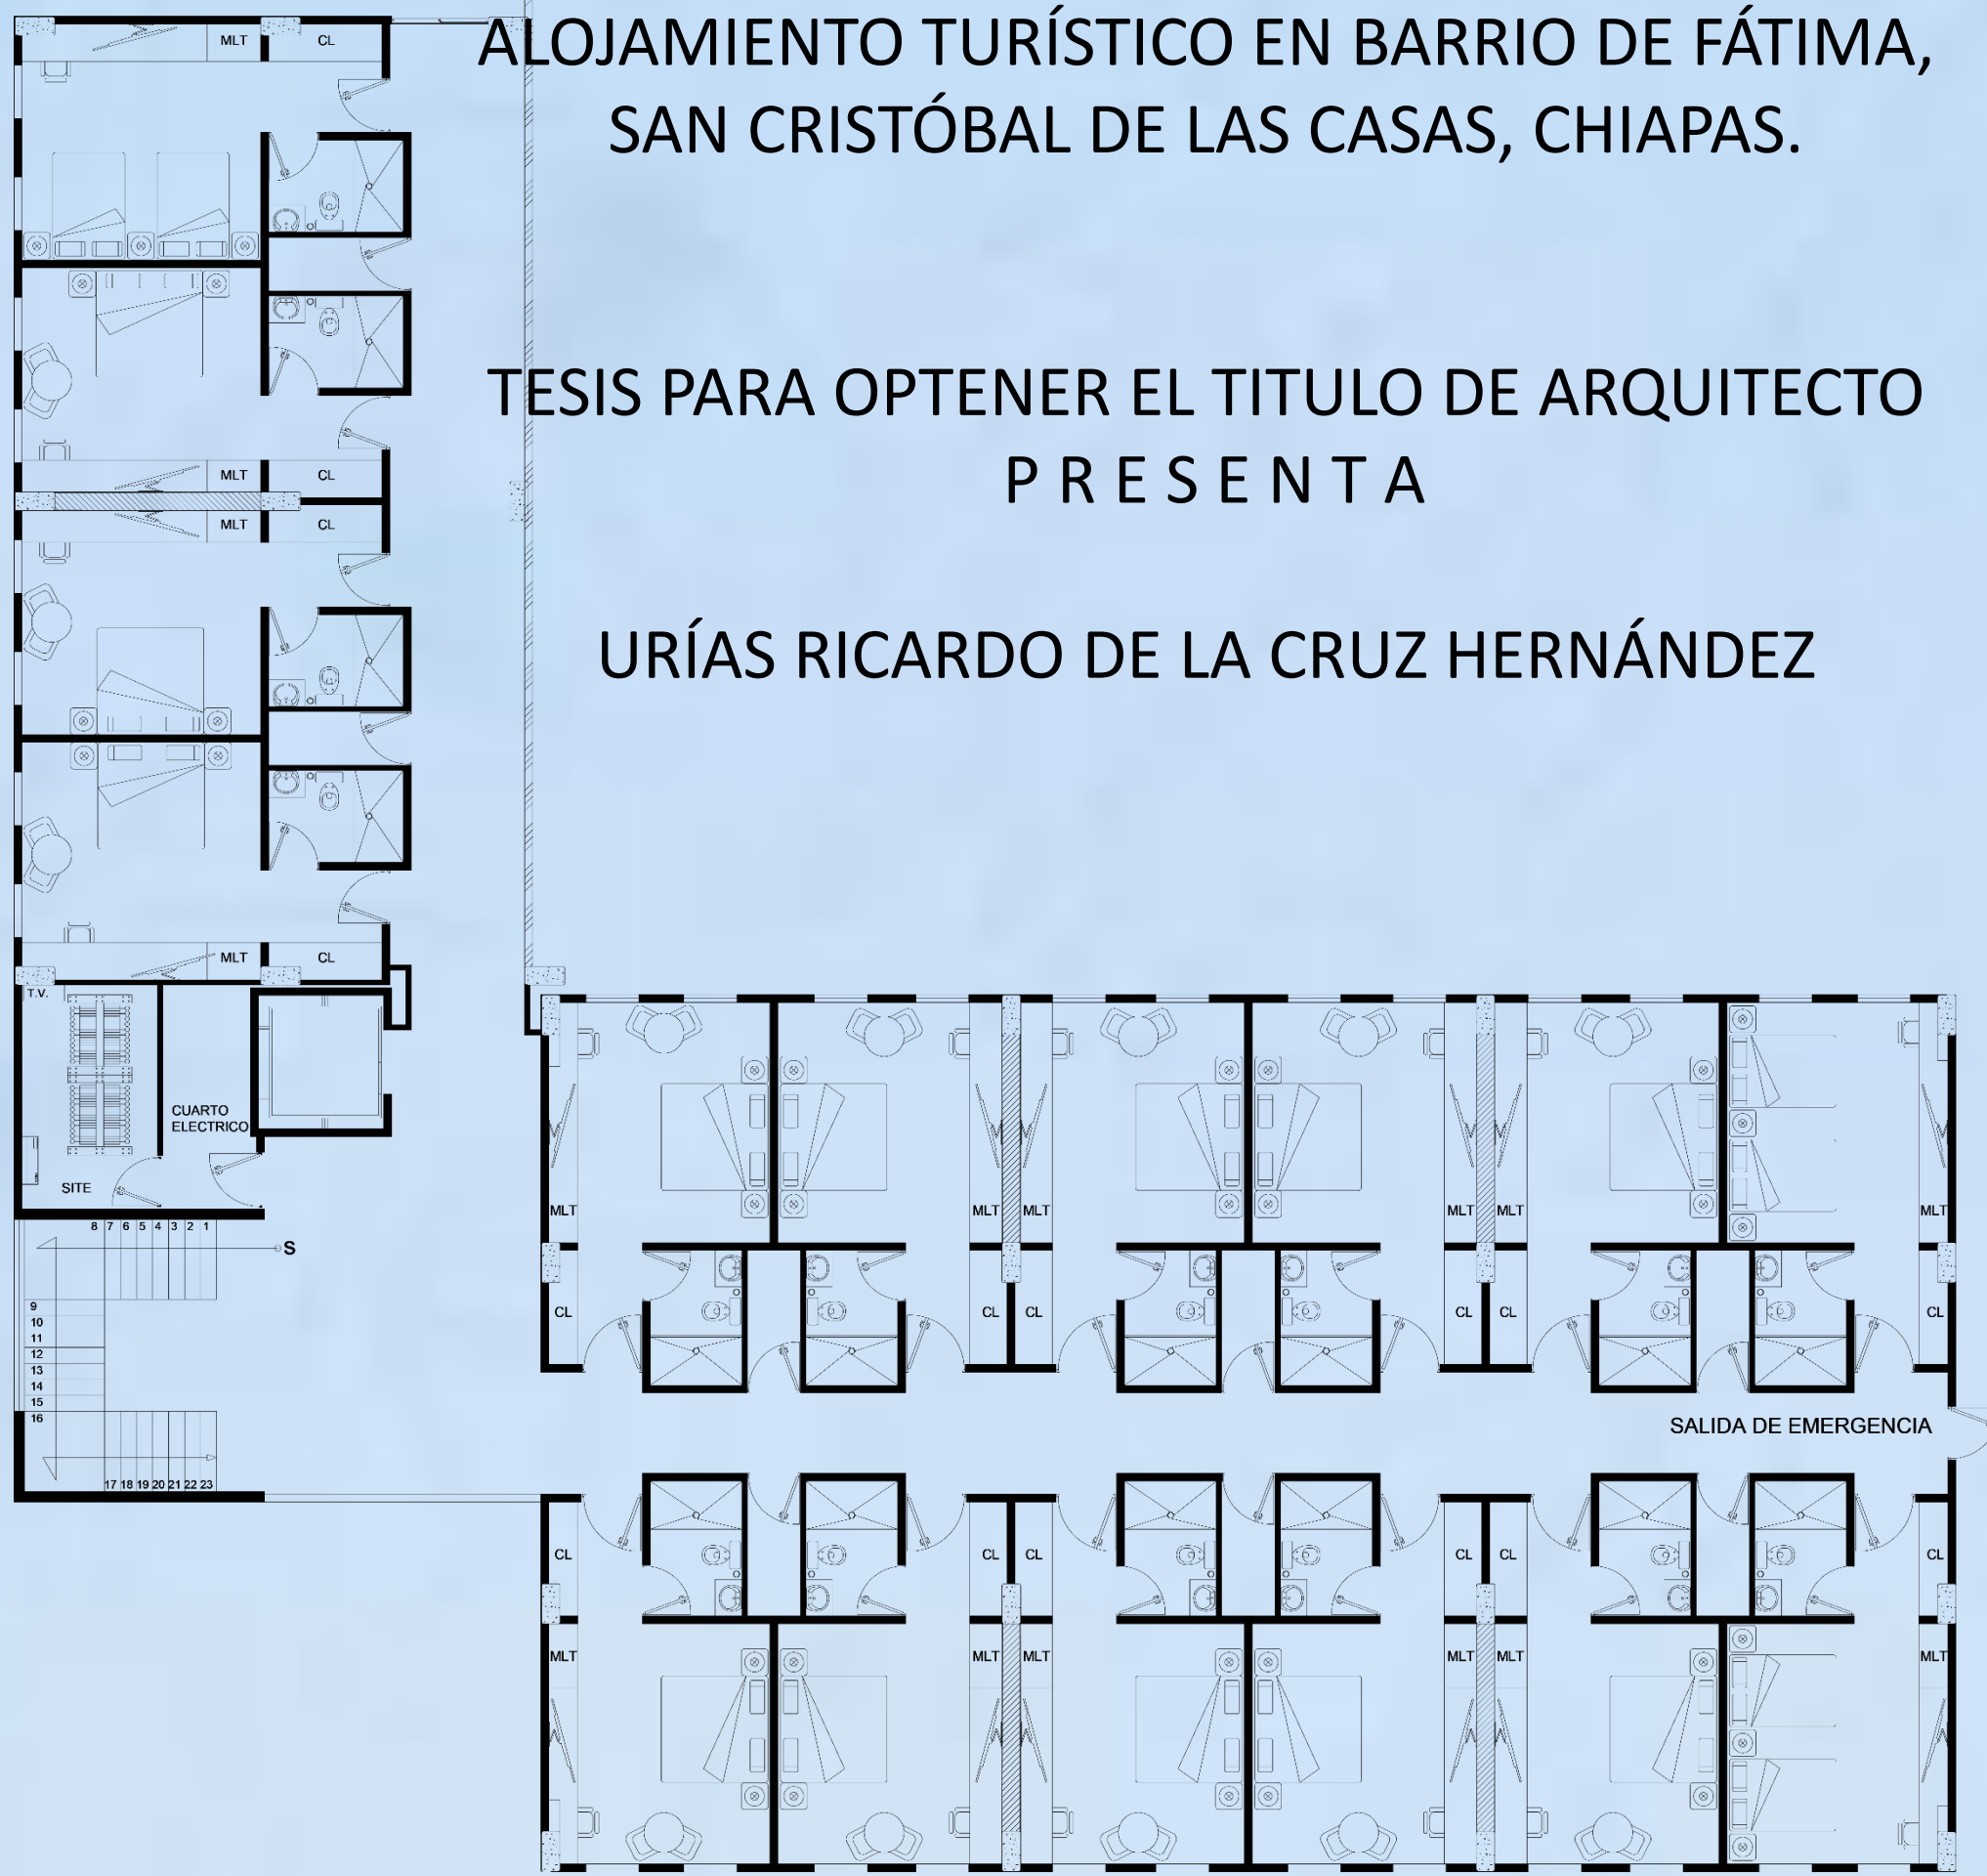 ALOJAMIENTO TURÍSTICO EN BARRIO DE FÁTIMA,
SAN CRISTÓBAL DE LAS CASAS, CHIAPAS.
TESIS PARA OPTENER EL TITULO DE ARQUITECTO
P R E S E N T A
URÍAS RICARDO DE LA CRUZ HERNÁNDEZ
MLT CL
MLT CL
MLT CL
MLT CL
T.V.
CUARTO
ELECTRICO
SITE
8 7 6 5 4 3 2 1
S
9
10
11
12
13
14
15
16
17 18 19 20 21 22 23
MLT MLT MLT MLT MLT MLT
CL CL CL CL CL CL
SALIDA DE EMERGENCIA
CL CL CL CL CL CL
MLT MLT MLT MLT MLT MLT